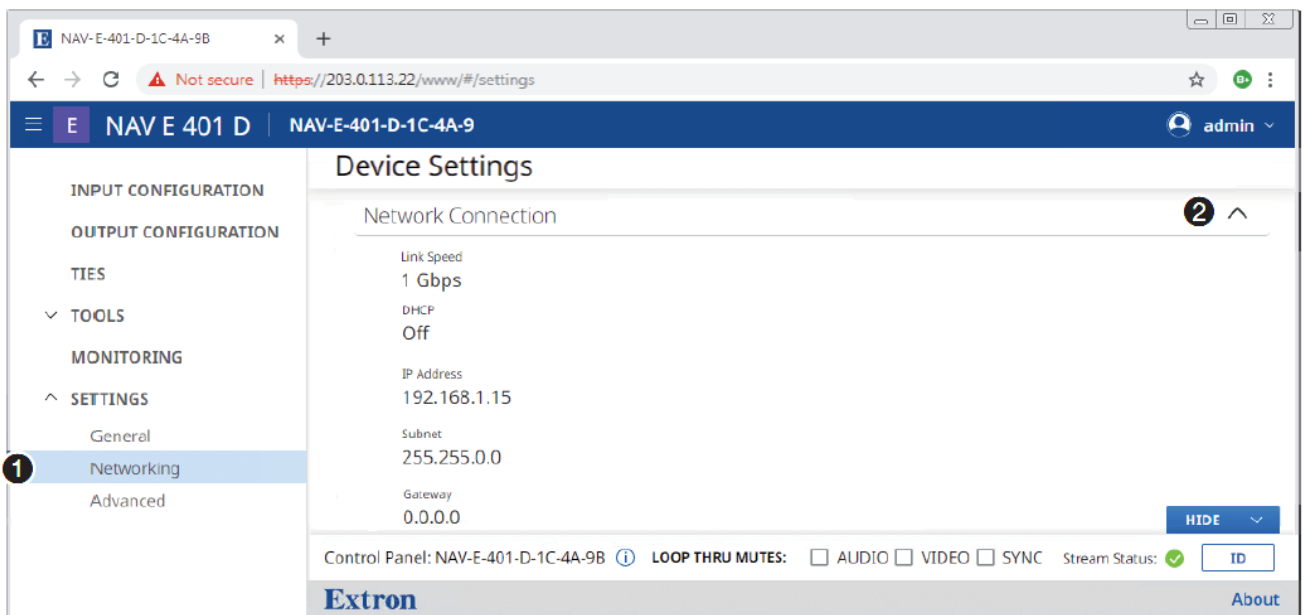 NAV-E-401-D-1C-4A-9B
Not secure | https://203.0.113.22/www/#/settings
E NAV E 401 D | NAV-E-401-D-1C-4A-9 admin
Device Settings
INPUT CONFIGURATION
OUTPUT CONFIGURATION
TIES
TOOLS
MONITORING
SETTINGS
General
1 Networking
Advanced
Network Connection 2
Link Speed
1 Gbps
DHCP
Off
IP Address
192.168.1.15
Subnet
255.255.0.0
Gateway
0.0.0.0
HIDE
Control Panel: NAV-E-401-D-1C-4A-9B LOOP THRU MUTES: AUDIO VIDEO SYNC Stream Status: ID
Extron About